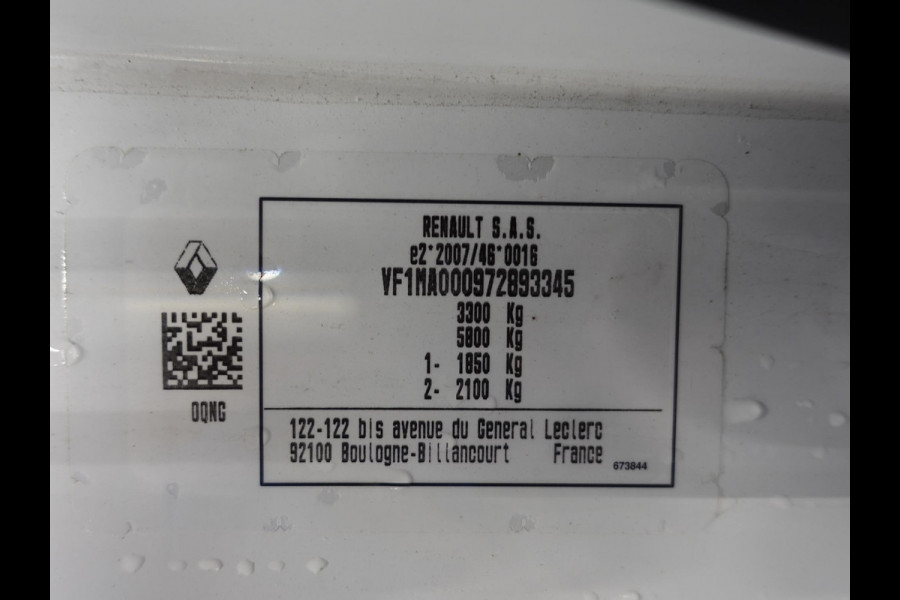 RENAULT S.A.S.
e2*2007/46*0016
VF1MA000972893345
3300 Kg
5800 Kg
1- 1850 Kg
2- 2100 Kg
OQNG
122-122 bis avenue du General Leclerc
92100 Boulogne-Billancourt France
673844